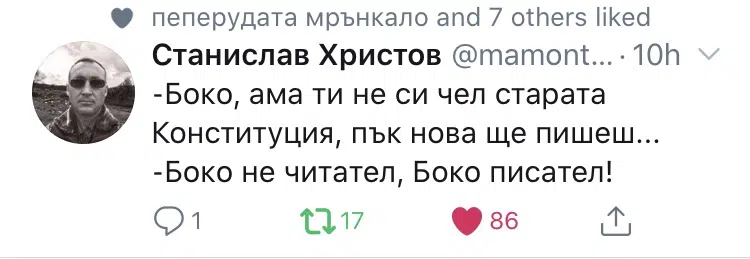 пеперудата мрънкало and 7 others liked
Станислав Христов @mamont... · 10h
-Боко, ама ти не си чел старата
Конституция, пък нова ще пишеш...
-Боко не читател, Боко писател!
1 17 86